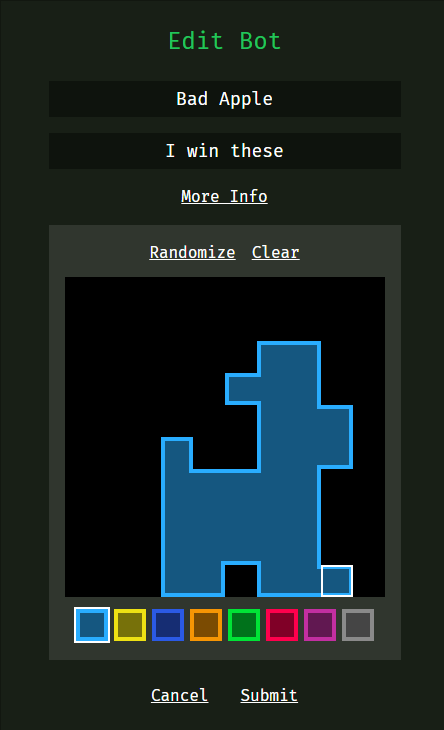 Edit Bot
Bad Apple
I win these
More Info
Randomize Clear
Cancel Submit